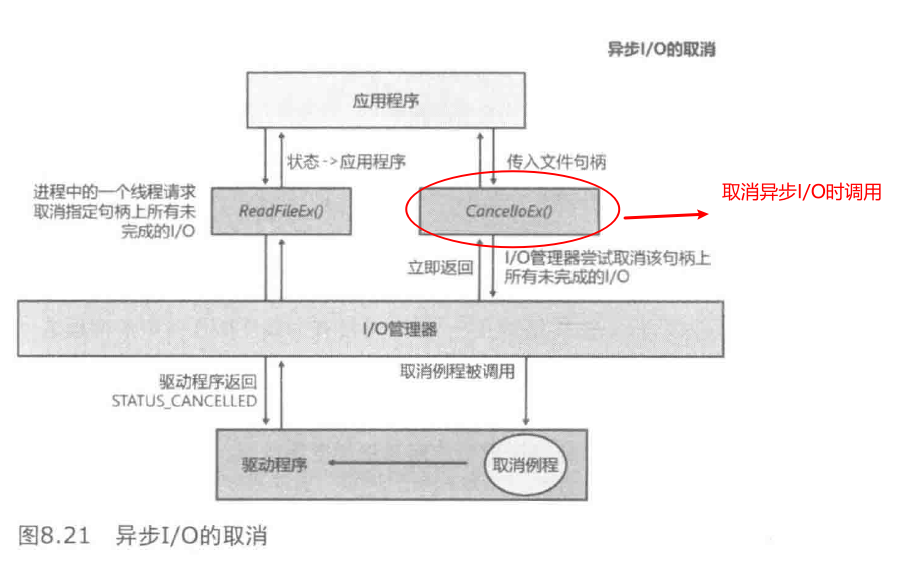 异步I/O的取消
应用程序
状态->应用程序
传入文件句柄
进程中的一个线程请求
取消指定句柄上所有未
完成的I/O
ReadFileEx()
CancelIoEx()
取消异步I/O时调用
立即返回
I/O管理器尝试取消该句柄上
所有未完成的I/O
I/O管理器
驱动程序返回
STATUS_CANCELLED
取消例程被调用
驱动程序
取消例程
图8.21 异步I/O的取消